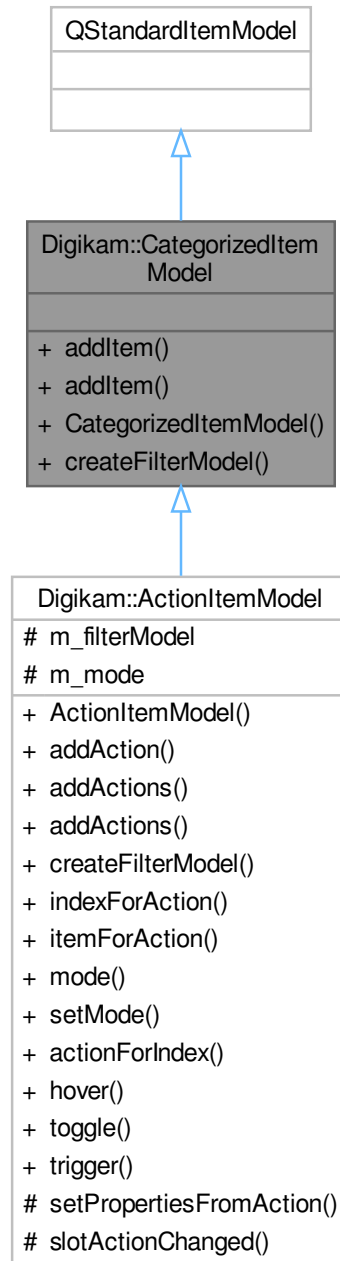 QStandardItemModel
Digikam::CategorizedItem
Model
+ addItem()
+ addItem()
+ CategorizedItemModel()
+ createFilterModel()
Digikam::ActionItemModel
# m_filterModel
# m_mode
+ ActionItemModel()
+ addAction()
+ addActions()
+ addActions()
+ createFilterModel()
+ indexForAction()
+ itemForAction()
+ mode()
+ setMode()
+ actionForIndex()
+ hover()
+ toggle()
+ trigger()
# setPropertiesFromAction()
# slotActionChanged()